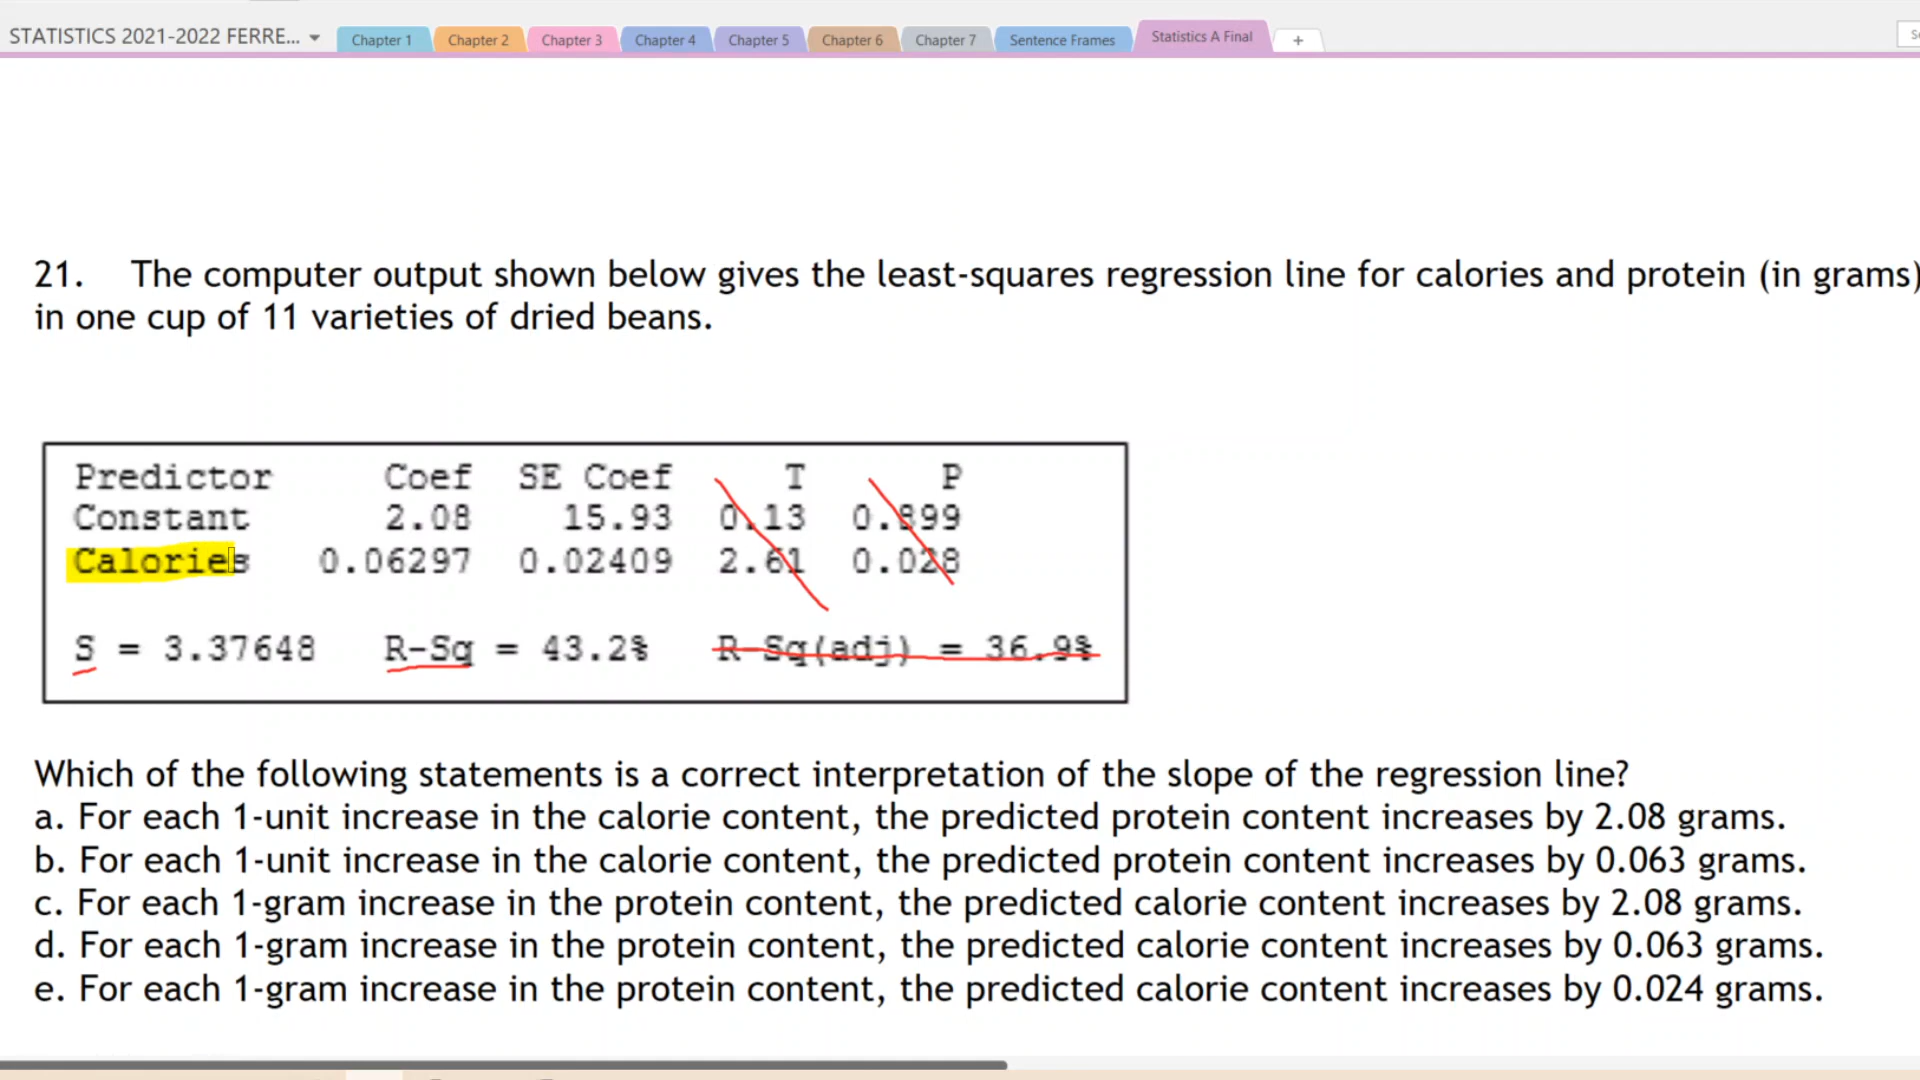 STATISTICS 2021-2022 FERRE... Chapter 1 Chapter 2 Chapter 3 Chapter 4 Chapter 5 Chapter 6 Chapter 7 Sentence Frames Statistics A Final +
21. The computer output shown below gives the least-squares regression line for calories and protein (in grams)
in one cup of 11 varieties of dried beans.
Predictor Coef SE Coef T P
Constant 2.08 15.93 0.13 0.899
Calories 0.06297 0.02409 2.61 0.028
S = 3.37648 R-Sq = 43.2% R-Sq(adj) = 36.9%
Which of the following statements is a correct interpretation of the slope of the regression line?
a. For each 1-unit increase in the calorie content, the predicted protein content increases by 2.08 grams.
b. For each 1-unit increase in the calorie content, the predicted protein content increases by 0.063 grams.
c. For each 1-gram increase in the protein content, the predicted calorie content increases by 2.08 grams.
d. For each 1-gram increase in the protein content, the predicted calorie content increases by 0.063 grams.
e. For each 1-gram increase in the protein content, the predicted calorie content increases by 0.024 grams.